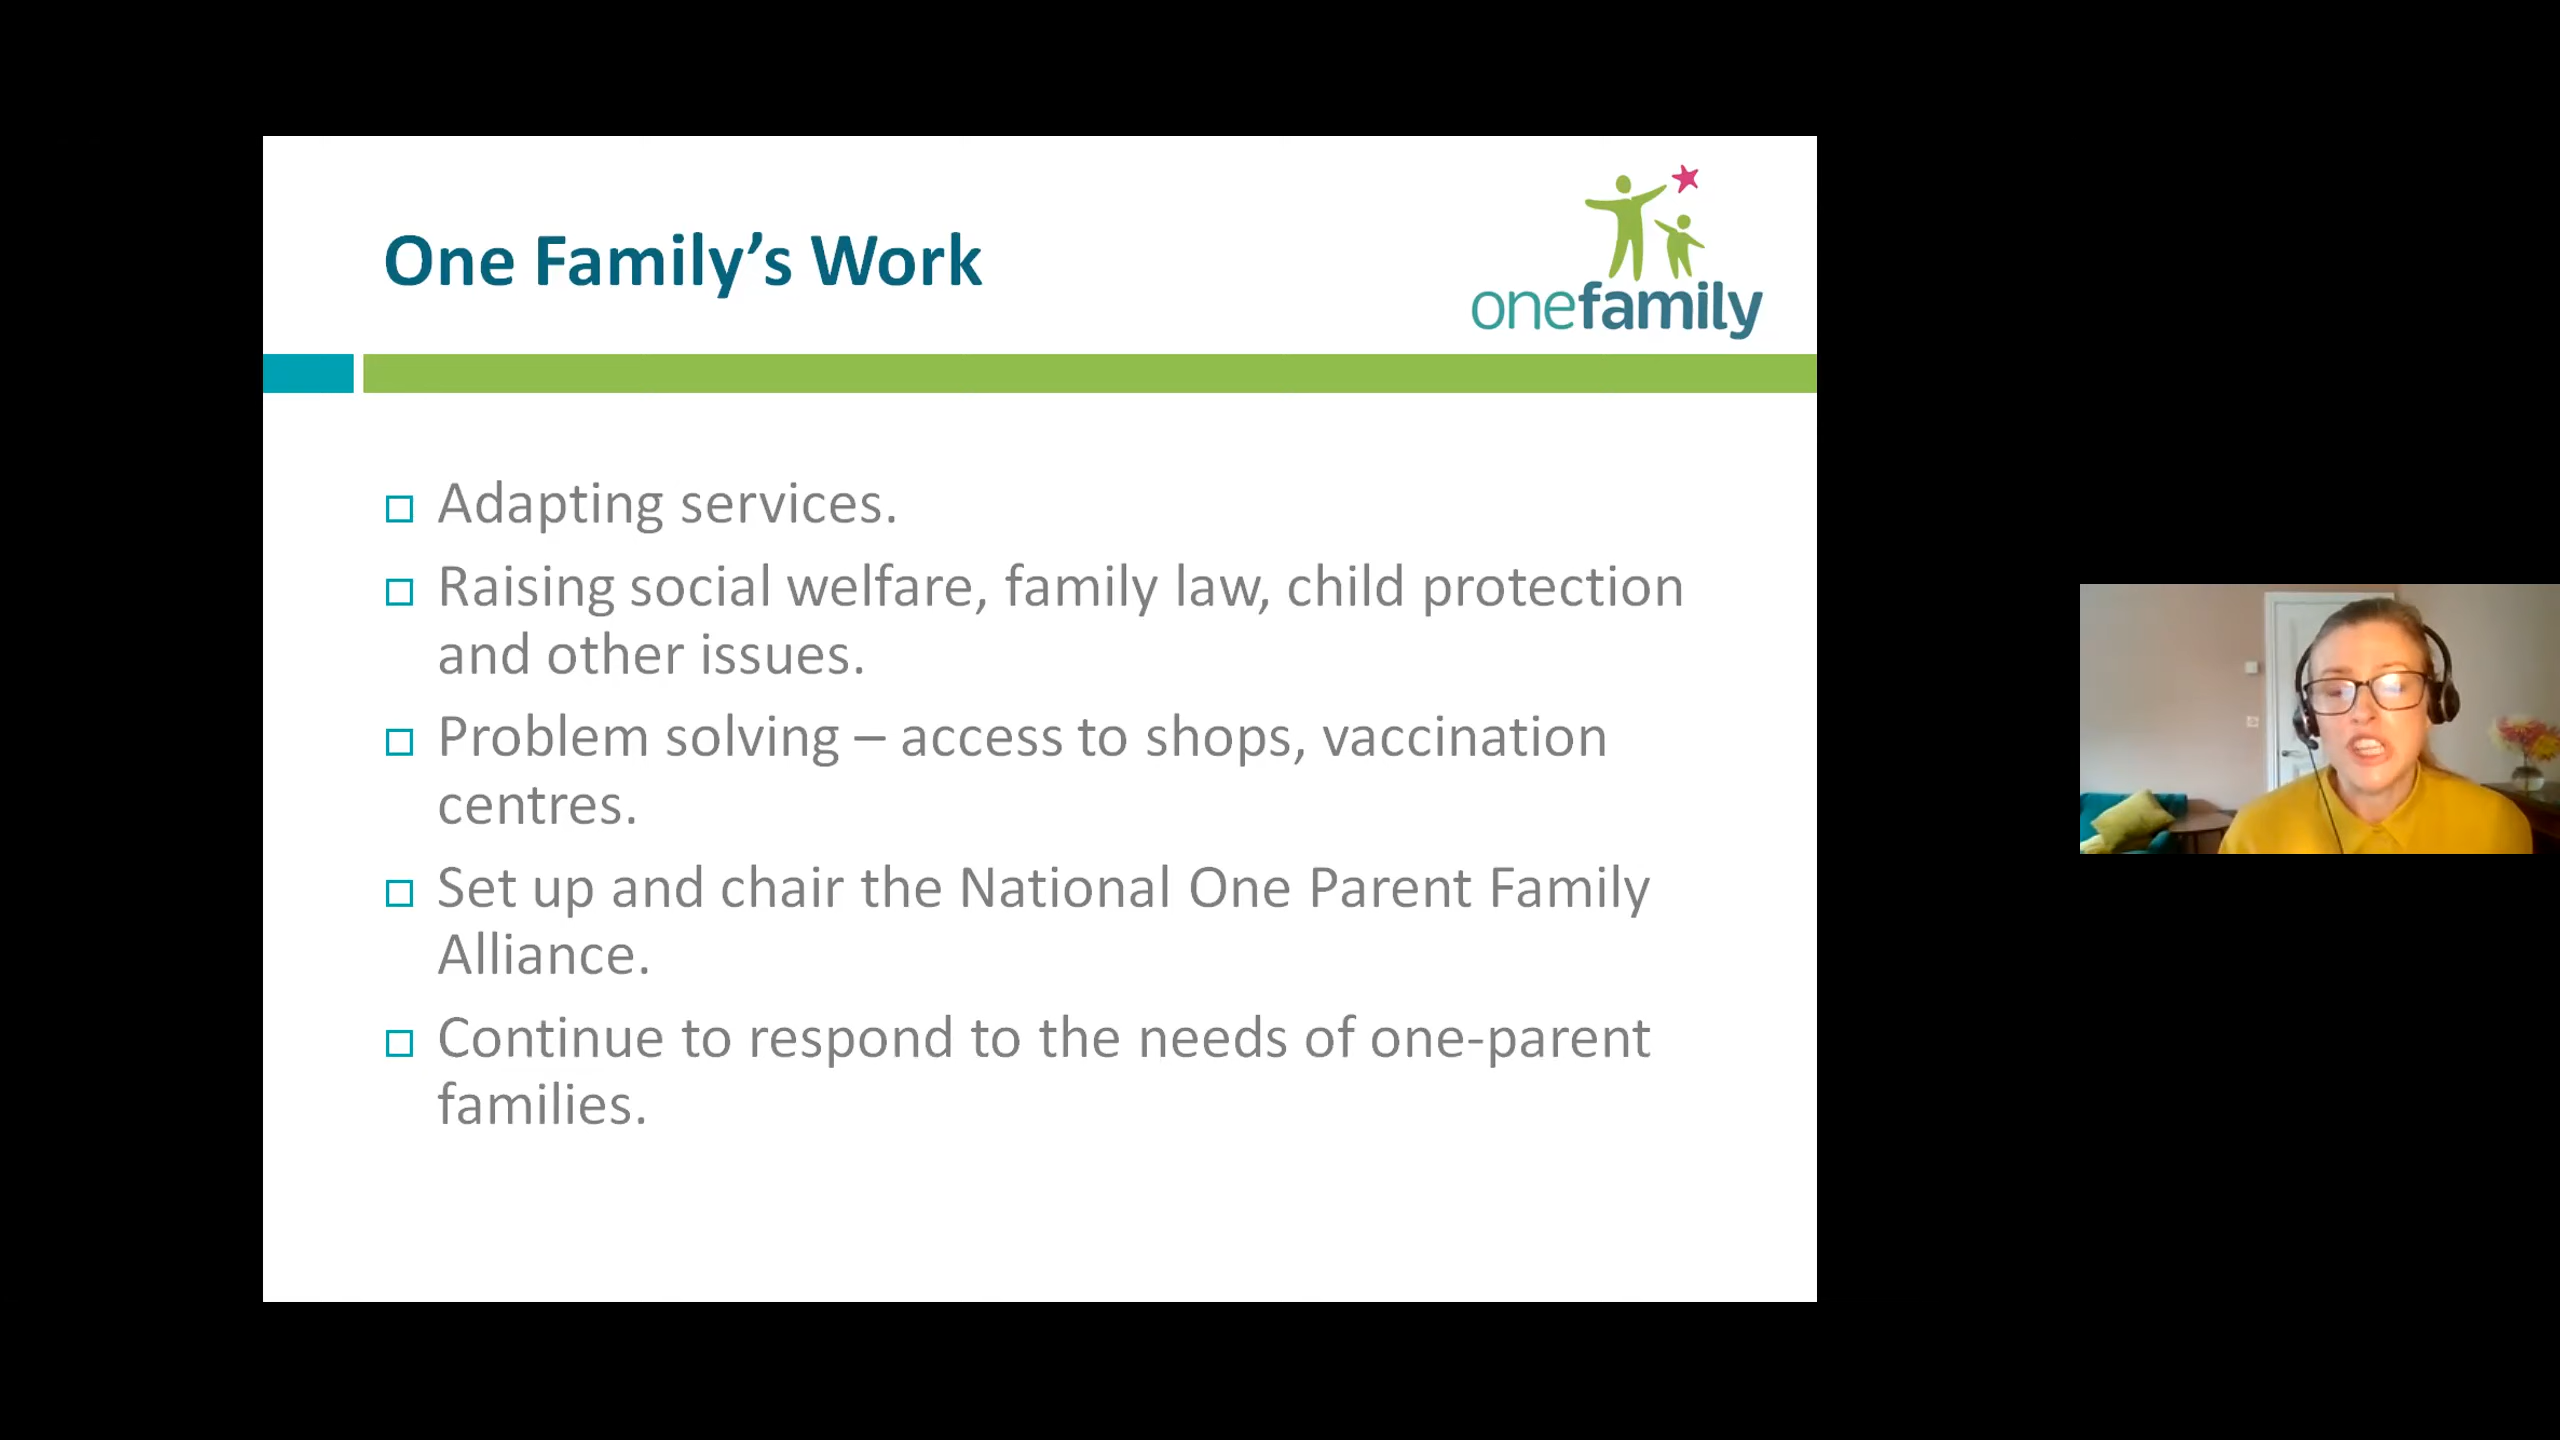 One Family’s Work
onefamily
Adapting services.
Raising social welfare, family law, child protection
and other issues.
Problem solving – access to shops, vaccination
centres.
Set up and chair the National One Parent Family
Alliance.
Continue to respond to the needs of one-parent
families.